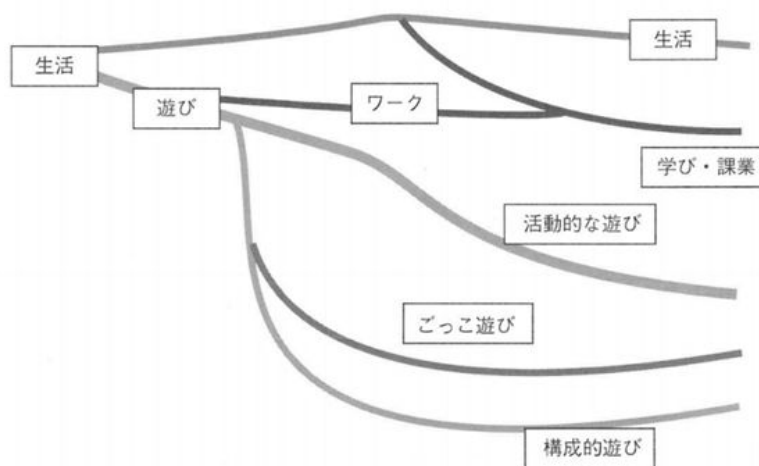 生活
生活
遊び
ワーク
学び・課業
活動的な遊び
ごっこ遊び
構成的遊び